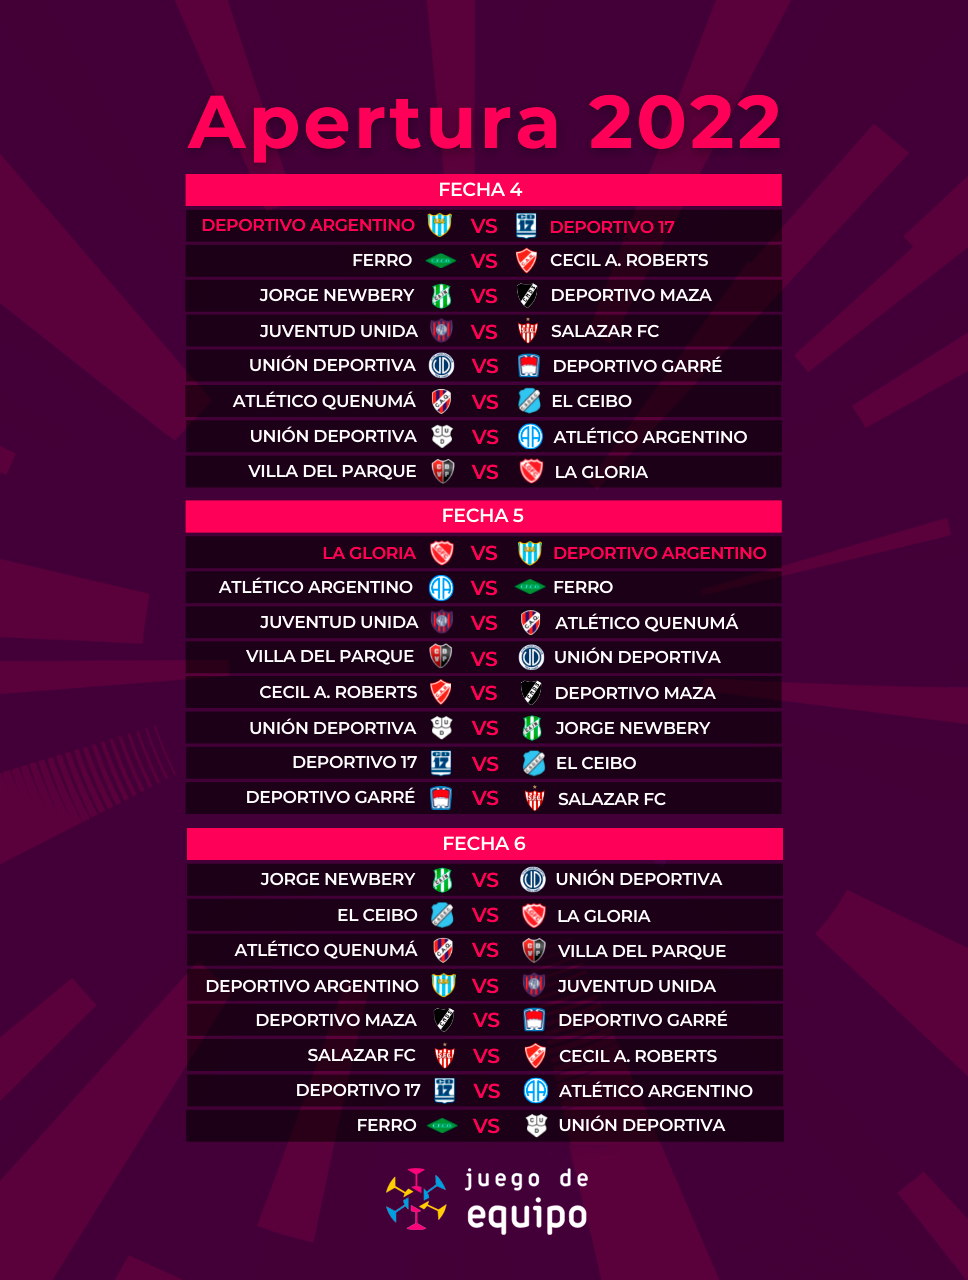 Apertura 2022
FECHA 4
DEPORTIVO ARGENTINO VS DEPORTIVO 17
FERRO VS CECIL A. ROBERTS
JORGE NEWBERY VS DEPORTIVO MAZA
JUVENTUD UNIDA VS SALAZAR FC
UNIÓN DEPORTIVA VS DEPORTIVO GARRÉ
ATLÉTICO QUENUMÁ VS EL CEIBO
UNIÓN DEPORTIVA VS ATLÉTICO ARGENTINO
VILLA DEL PARQUE VS LA GLORIA
FECHA 5
LA GLORIA VS DEPORTIVO ARGENTINO
ATLÉTICO ARGENTINO VS FERRO
JUVENTUD UNIDA VS ATLÉTICO QUENUMÁ
VILLA DEL PARQUE VS UNIÓN DEPORTIVA
CECIL A. ROBERTS VS DEPORTIVO MAZA
UNIÓN DEPORTIVA VS JORGE NEWBERY
DEPORTIVO 17 VS EL CEIBO
DEPORTIVO GARRÉ VS SALAZAR FC
FECHA 6
JORGE NEWBERY VS UNIÓN DEPORTIVA
EL CEIBO VS LA GLORIA
ATLÉTICO QUENUMÁ VS VILLA DEL PARQUE
DEPORTIVO ARGENTINO VS JUVENTUD UNIDA
DEPORTIVO MAZA VS DEPORTIVO GARRÉ
SALAZAR FC VS CECIL A. ROBERTS
DEPORTIVO 17 VS ATLÉTICO ARGENTINO
FERRO VS UNIÓN DEPORTIVA
juego de
equipo